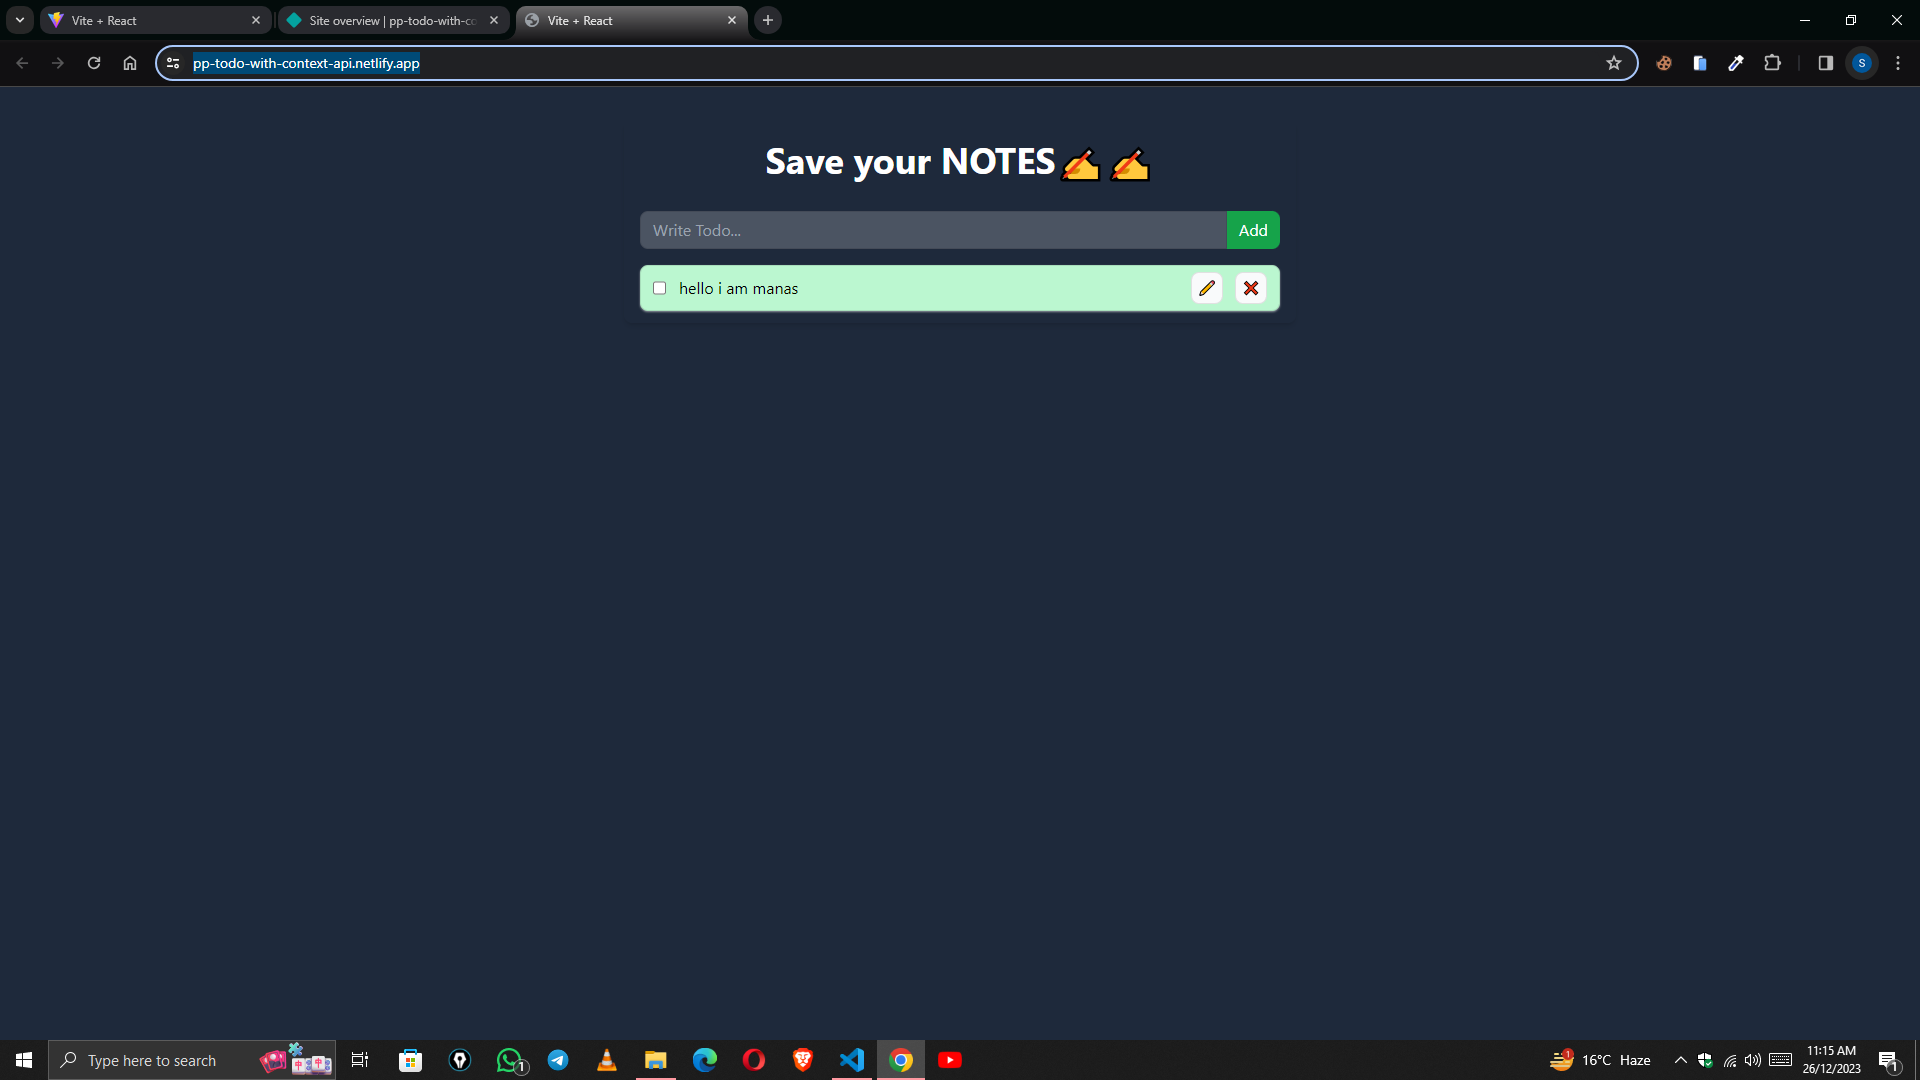 Vite + React
Site overview | pp-todo-with-co
Vite + React
pp-todo-with-context-api.netlify.app
S
Save your NOTES✍️ ✍️
Write Todo...
Add
hello i am manas
Type here to search
1
1
16°C Haze
11:15 AM
26/12/2023
1